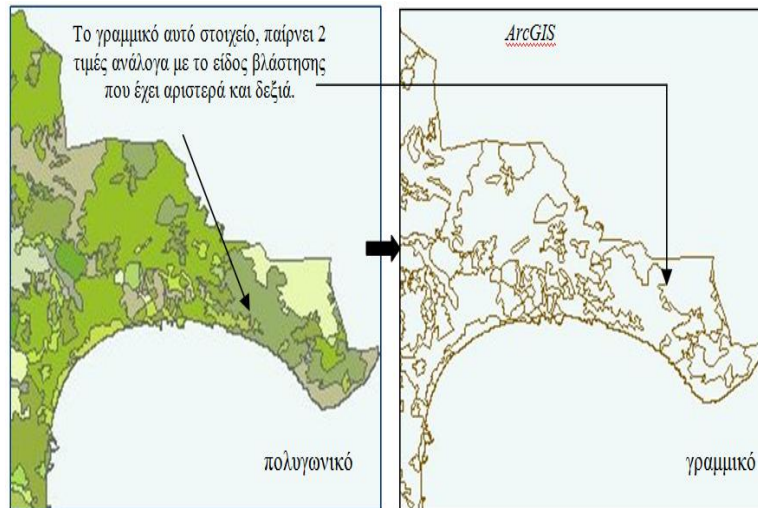 Το γραμμικό αυτό στοιχείο, παίρνει 2
τιμές ανάλογα με το είδος βλάστησης
που έχει αριστερά και δεξιά.
ArcGIS
πολυγωνικό
γραμμικό